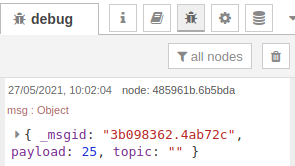 debug
all nodes
27/05/2021, 10:02:04 node: 485961b.6b5bda
msg : Object
{ _msgid: "3b098362.4ab72c",
payload: 25, topic: "" }